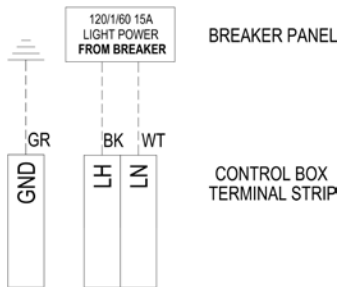 120/1/60 15A
LIGHT POWER
FROM BREAKER
BREAKER PANEL
GR
BK
WT
GND
LH
LN
CONTROL BOX
TERMINAL STRIP